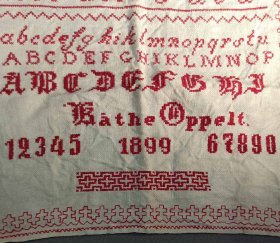 abcdefghiklmnopqrstu
ABCDEFGHIKLMNOP
ABCDEFGHI
Käthe Oppelt.
12345 1899 67890